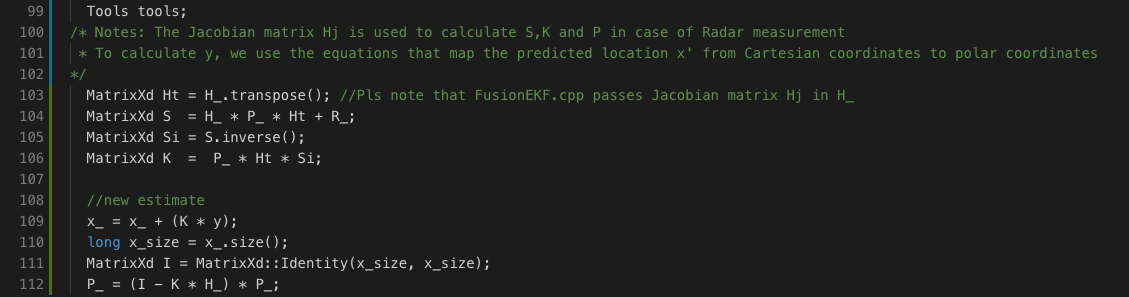 99 Tools tools;
100 /* Notes: The Jacobian matrix Hj is used to calculate S,K and P in case of Radar measurement
101 * To calculate y, we use the equations that map the predicted location x' from Cartesian coordinates to polar coordinates
102 */
103 MatrixXd Ht = H_.transpose(); //Pls note that FusionEKF.cpp passes Jacobian matrix Hj in H_
104 MatrixXd S  = H_ * P_ * Ht + R_;
105 MatrixXd Si = S.inverse();
106 MatrixXd K  =  P_ * Ht * Si;
107
108 //new estimate
109 x_ = x_ + (K * y);
110 long x_size = x_.size();
111 MatrixXd I = MatrixXd::Identity(x_size, x_size);
112 P_ = (I - K * H_) * P_;